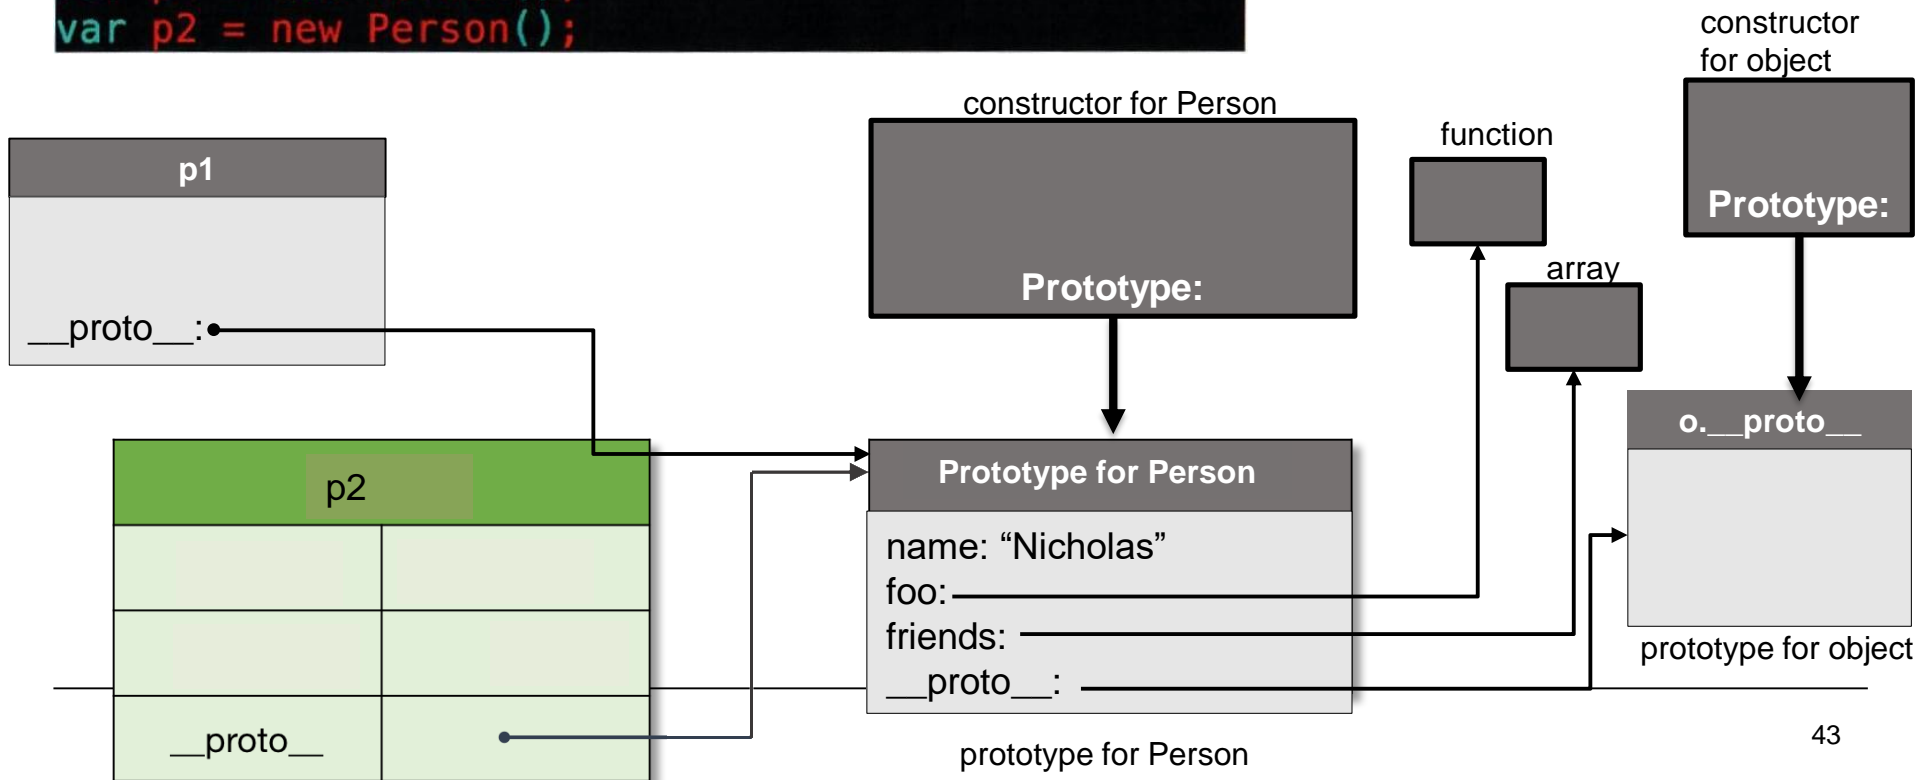 var p2 = new Person();
constructor
for object
constructor for Person
function
p1
Prototype:
Prototype:
array
__proto__:
o.__proto__
p2
Prototype for Person
name: “Nicholas”
foo:
friends:
__proto__:
prototype for object
__proto__
prototype for Person
43